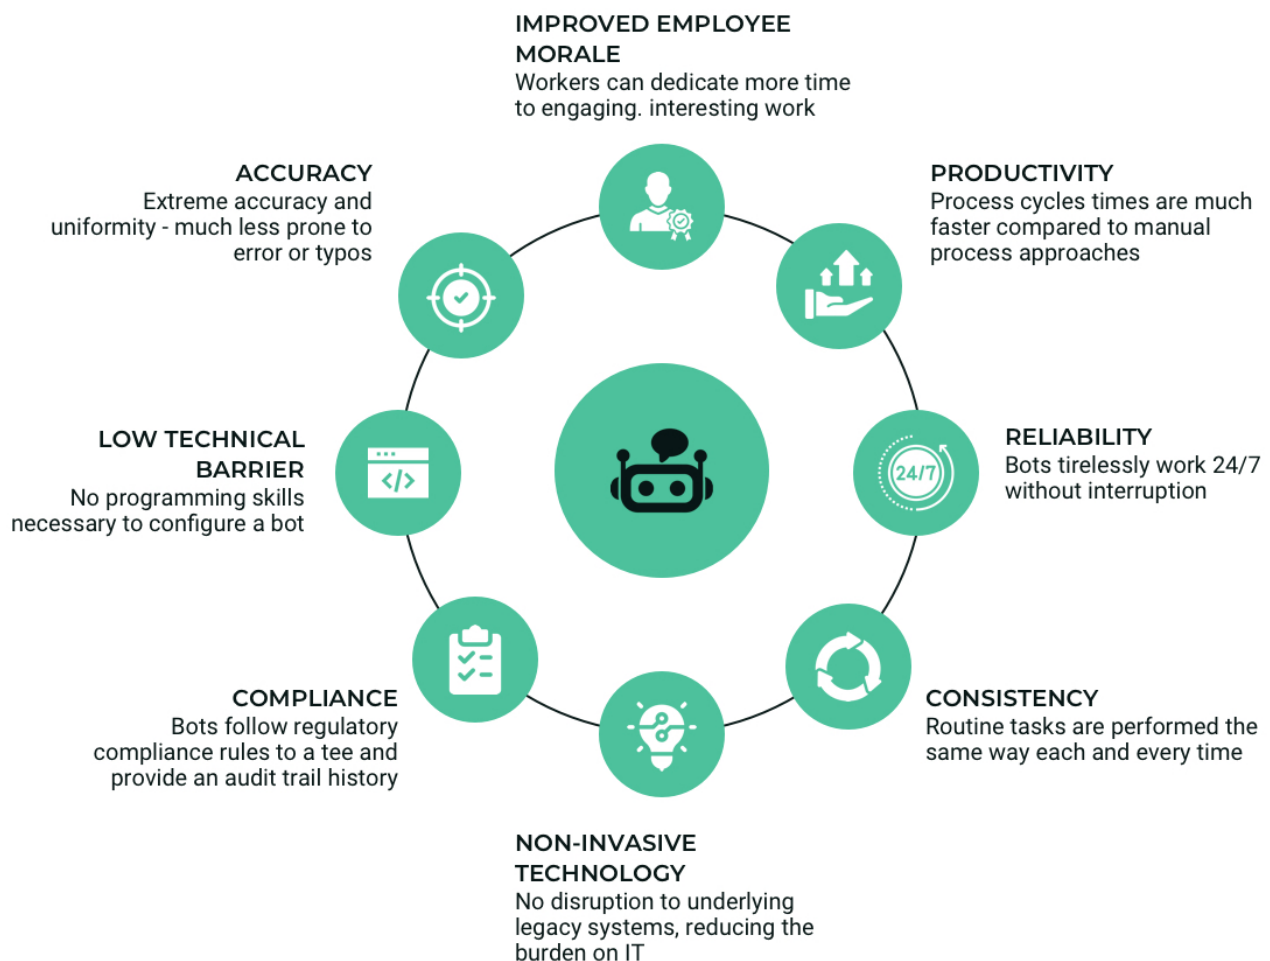 IMPROVED EMPLOYEE
MORALE
Workers can dedicate more time
to engaging. interesting work
PRODUCTIVITY
Process cycles times are much
faster compared to manual
process approaches
RELIABILITY
Bots tirelessly work 24/7
without interruption
24/7
CONSISTENCY
Routine tasks are performed the
same way each and every time
NON-INVASIVE
TECHNOLOGY
No disruption to underlying
legacy systems, reducing the
burden on IT
COMPLIANCE
Bots follow regulatory
compliance rules to a tee and
provide an audit trail history
LOW TECHNICAL
BARRIER
No programming skills
necessary to configure a bot
</>
ACCURACY
Extreme accuracy and
uniformity - much less prone to
error or typos